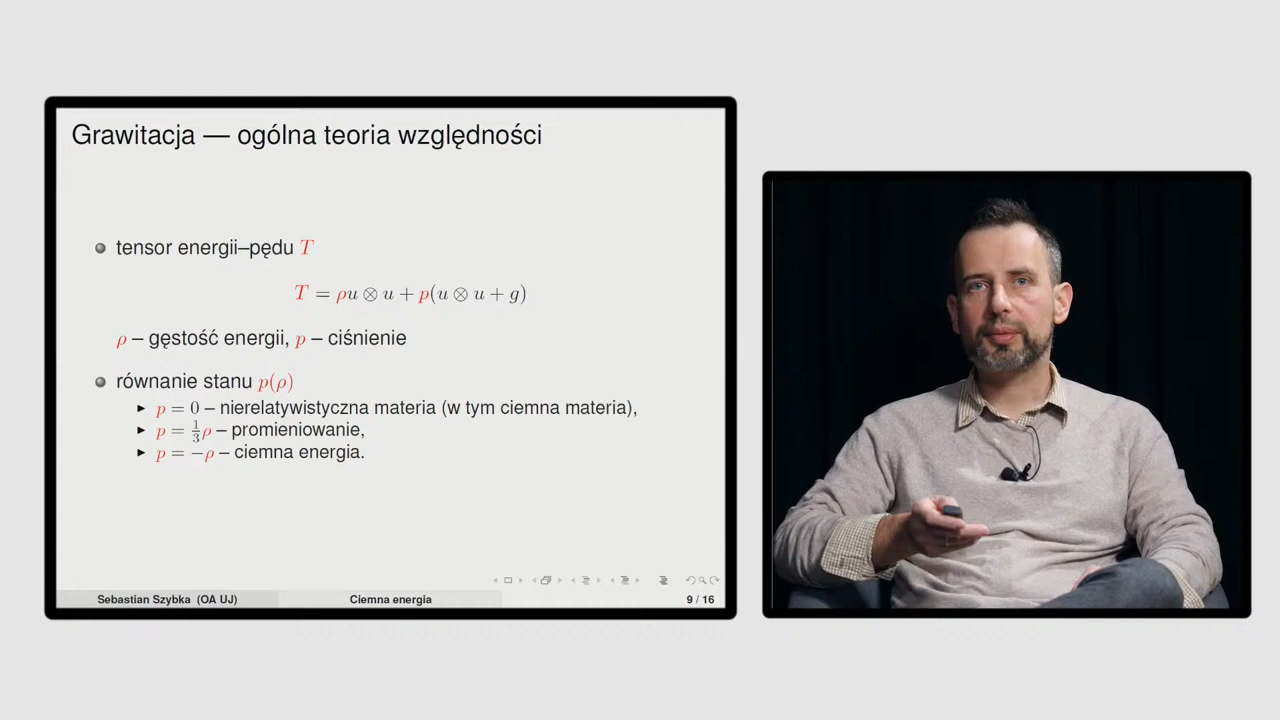 Grawitacja — ogólna teoria względności
tensor energii–pędu T
T = ρu ⊗ u + p(u ⊗ u + g)
ρ – gęstość energii, p – ciśnienie
równanie stanu p(ρ)
p = 0 – nierelatywistyczna materia (w tym ciemna materia),
p = 1/3 ρ – promieniowanie,
p = −ρ – ciemna energia.
Sebastian Szybka (OA UJ) Ciemna energia 9 / 16